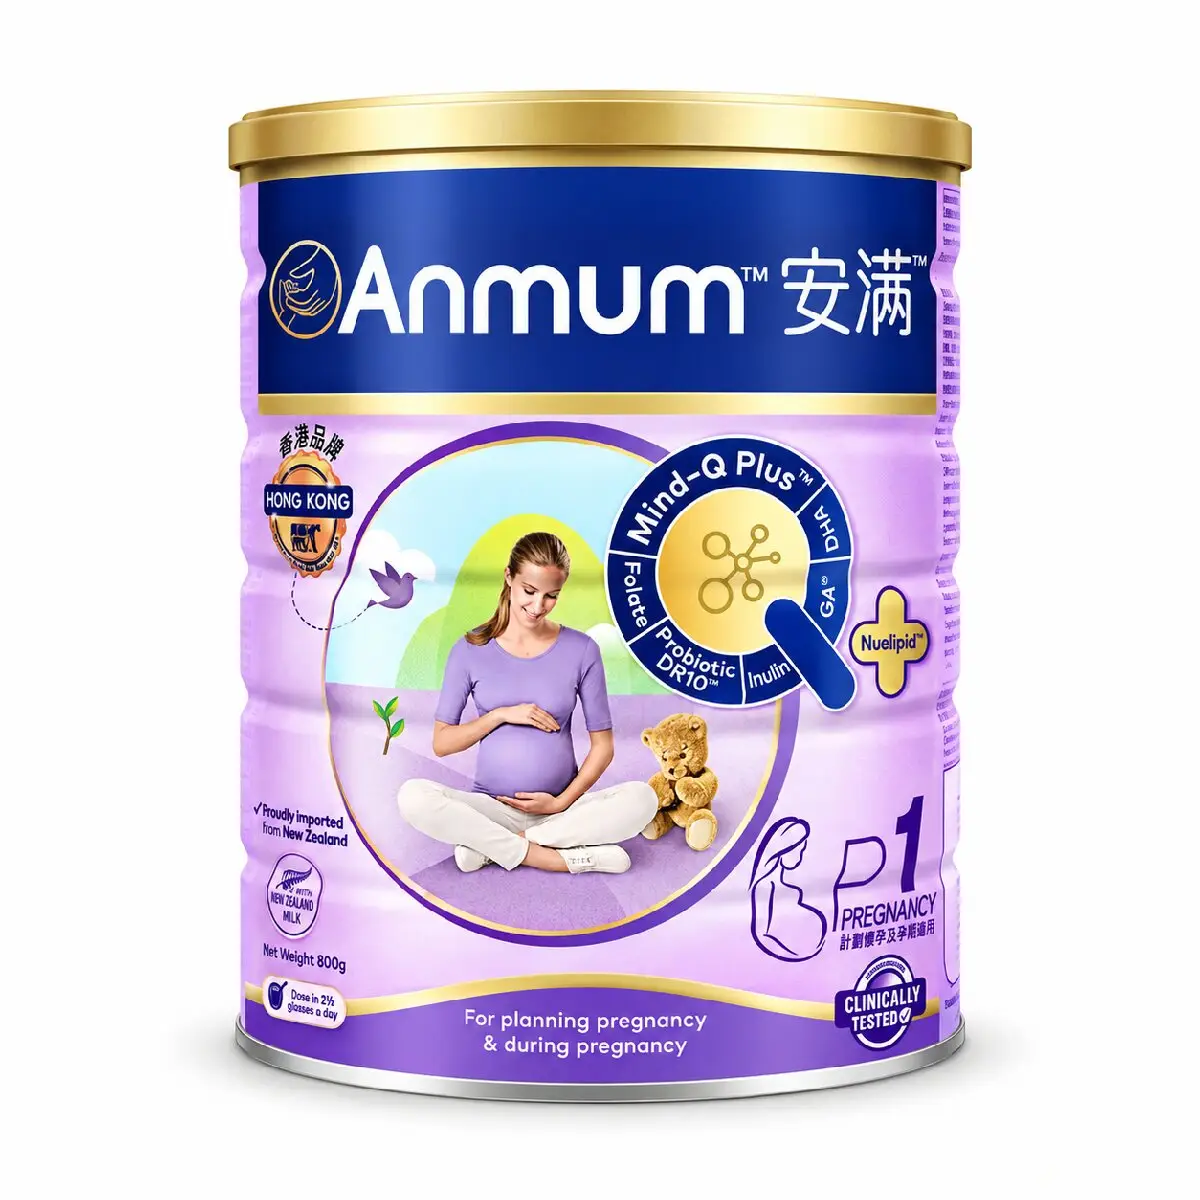 Anmum™ 安満™
香港品牌
HONG KONG
Mind-Q Plus™
DHA
GA®
Folate
Probiotic
DR10™
Inulin
Nuelipid™
✓ Proudly imported
from New Zealand
WITH
NEW ZEALAND
MILK
Net Weight 800g
Dose in 2½
glasses a day
P1
PREGNANCY
計劃懷孕及孕期適用
CLINICALLY
TESTED
For planning pregnancy
& during pregnancy